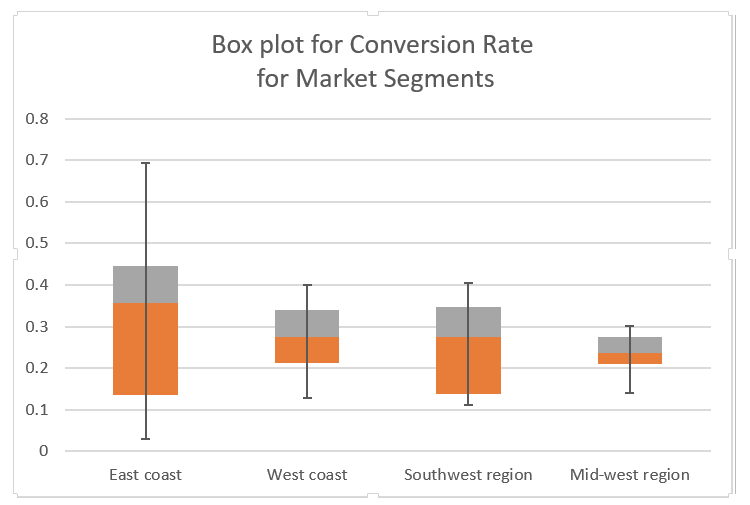 Box plot for Conversion Rate
for Market Segments
0.8
0.7
0.6
0.5
0.4
0.3
0.2
0.1
0
East coast
West coast
Southwest region
Mid-west region